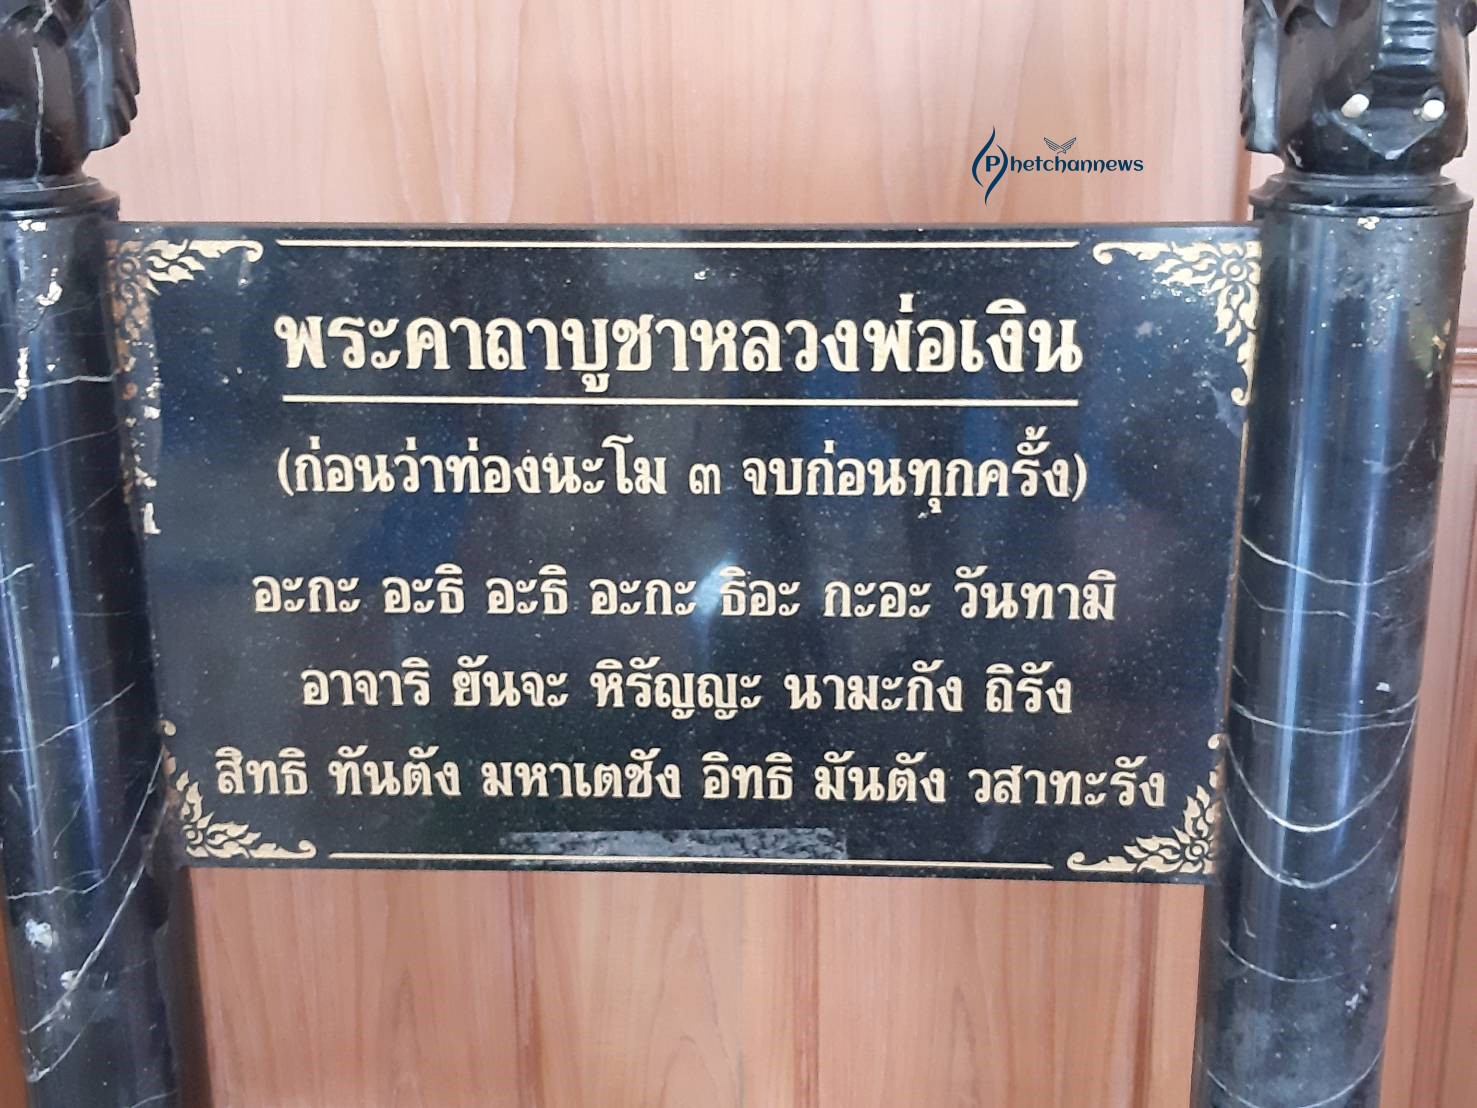 Phetchannews
พระคาถาบูชาหลวงพ่อเงิน
(ก่อนว่าท่องนะโม ๓ จบก่อนทุกครั้ง)
อะกะ อะธิ อะธิ อะกะ ธิอะ กะอะ วันทามิ
อาจาริ ยันจะ หิรัญญะ นามะกัง ถิรัง
สิทธิ ทันตัง มหาเตชัง อิทธิ มันตัง วสาทะรัง